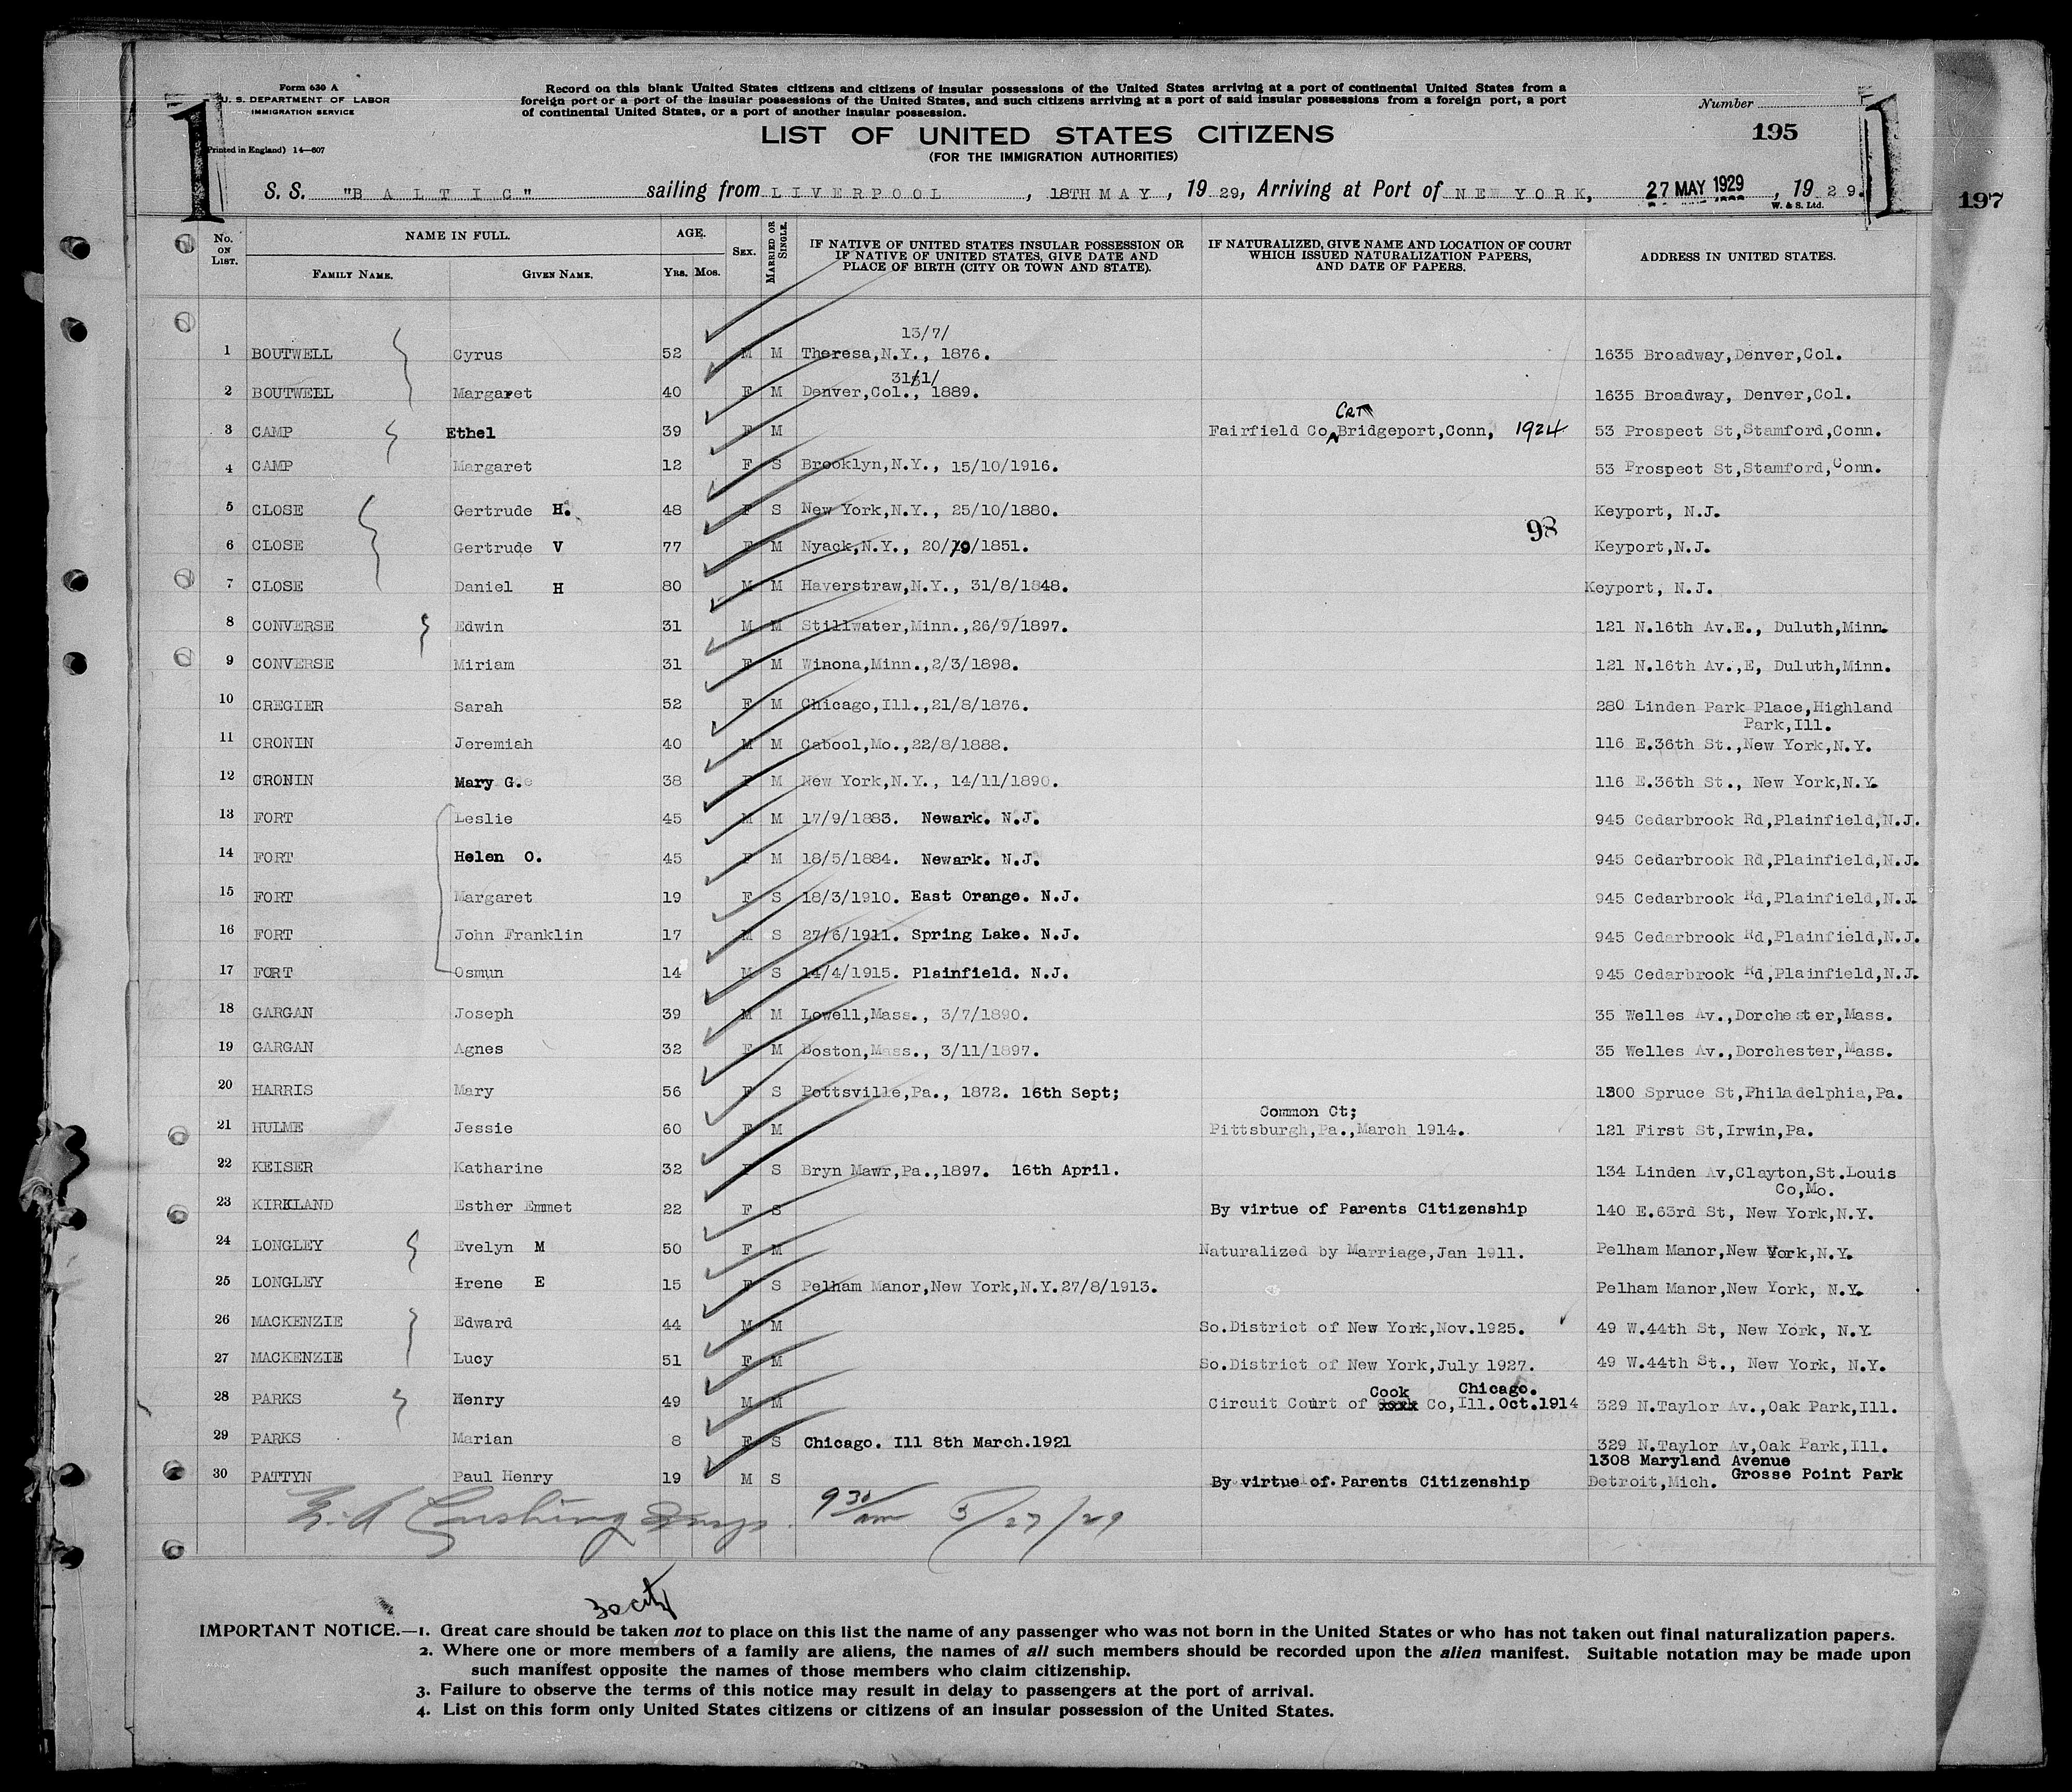 Form 630 A
U. S. DEPARTMENT OF LABOR
IMMIGRATION SERVICE
Printed in England) 14—607
Record on this blank United States citizens and citizens of insular possessions of the United States arriving at a port of continental United States from a
foreign port or a port of the insular possessions of the United States, and such citizens arriving at a port of said insular possessions from a foreign port, a port
of continental United States, or a port of another insular possession.
Number
195
197
1
1
LIST OF UNITED STATES CITIZENS
(FOR THE IMMIGRATION AUTHORITIES)
S. S. "BALTIC" sailing from LIVERPOOL, 18TH MAY, 19 29, Arriving at Port of NEW YORK, 27 MAY 1929, 19 29.
W. & S. Ltd.
No. ON LIST. NAME IN FULL. FAMILY NAME. GIVEN NAME. AGE. YRS. MOS. SEX. MARRIED OR SINGLE. IF NATIVE OF UNITED STATES INSULAR POSSESSION OR IF NATIVE OF UNITED STATES, GIVE DATE AND PLACE OF BIRTH (CITY OR TOWN AND STATE). IF NATURALIZED, GIVE NAME AND LOCATION OF COURT WHICH ISSUED NATURALIZATION PAPERS, AND DATE OF PAPERS. ADDRESS IN UNITED STATES.
13/7/
1 BOUTWELL Cyrus 52 M M Theresa,N.Y., 1876. 1635 Broadway,Denver,Col.
31/1/
2 BOUTWELL Margaret 40 F M Denver,Col., 1889. 1635 Broadway, Denver,Col.
CRT
3 CAMP Ethel 39 F M Fairfield Co Bridgeport,Conn, 1924 53 Prospect St,Stamford,Conn.
4 CAMP Margaret 12 F S Brooklyn,N.Y., 15/10/1916. 53 Prospect St,Stamford,Conn.
5 CLOSE Gertrude H. 48 F S New York,N.Y., 25/10/1880. Keyport, N.J.
98
6 CLOSE Gertrude V 77 F M Nyack,N.Y., 20/10/1851. Keyport,N.J.
7 CLOSE Daniel H 80 M M Haverstraw,N.Y., 31/8/1848. Keyport, N.J.
8 CONVERSE Edwin 31 M M Stillwater,Minn.,26/9/1897. 121 N.16th Av.E., Duluth,Minn.
9 CONVERSE Miriam 31 F M Winona,Minn.,2/3/1898. 121 N.16th Av.,E, Duluth,Minn.
10 CREGIER Sarah 52 F M Chicago,Ill.,21/8/1876. 280 Linden Park Place,Highland
Park,Ill.
11 CRONIN Jeremiah 40 M M Cabool,Mo.,22/8/1888. 116 E.36th St.,New York,N.Y.
12 CRONIN Mary G. 38 F M New York,N.Y., 14/11/1890. 116 E.36th St., New York,N.Y.
13 FORT Leslie 45 M M 17/9/1883. Newark. N.J. 945 Cedarbrook Rd,Plainfield,N.J.
14 FORT Helen O. 45 F M 18/5/1884. Newark. N.J. 945 Cedarbrook Rd,Plainfield,N.J.
15 FORT Margaret 19 F S 18/3/1910. East Orange. N.J. 945 Cedarbrook Rd,Plainfield,N.J.
16 FORT John Franklin 17 M S 27/6/1911. Spring Lake. N.J. 945 Cedarbrook Rd,Plainfield,N.J.
17 FORT Osmun 14 M S 14/4/1915. Plainfield. N.J. 945 Cedarbrook Rd,Plainfield,N.J.
18 GARGAN Joseph 39 M M Lowell,Mass., 3/7/1890. 35 Welles Av.,Dorchester,Mass.
19 GARGAN Agnes 32 F M Boston,Mass., 3/11/1897. 35 Welles Av.,Dorchester,Mass.
20 HARRIS Mary 56 F S Pottsville,Pa., 1872. 16th Sept; 1300 Spruce St,Philadelphia,Pa.
Common Ct;
21 HULME Jessie 60 F M Pittsburgh,Pa.,March 1914. 121 First St,Irwin,Pa.
22 KEISER Katharine 32 F S Bryn Mawr,Pa.,1897. 16th April. 134 Linden Av,Clayton,St.Louis
Co,Mo.
23 KIRKLAND Esther Emmet 22 F S By virtue of Parents Citizenship 140 E.63rd St, New York,N.Y.
24 LONGLEY Evelyn M 50 F M Naturalized by Marriage,Jan 1911. Pelham Manor,New York,N.Y.
25 LONGLEY Irene E 15 F S Pelham Manor,New York,N.Y.27/8/1913. Pelham Manor,New York, N.Y.
26 MACKENZIE Edward 44 M M So.District of New York,Nov.1925. 49 W.44th St, New York, N.Y.
27 MACKENZIE Lucy 51 F M So.District of New York,July 1927. 49 W.44th St., New York, N.Y.
Cook Chicago.
28 PARKS Henry 49 M M Circuit Court of Co,Ill.Oct.1914 329 N.Taylor Av.,Oak Park,Ill.
29 PARKS Marian 8 F S Chicago. Ill 8th March.1921 329 N.Taylor Av,Oak Park,Ill.
1308 Maryland Avenue
30 PATTYN Paul Henry 19 M S By virtue of Parents Citizenship Detroit,Mich. Grosse Point Park
Cushing 9 30/am 5/27/29
30 cit
IMPORTANT NOTICE.—1. Great care should be taken not to place on this list the name of any passenger who was not born in the United States or who has not taken out final naturalization papers.
2. Where one or more members of a family are aliens, the names of all such members should be recorded upon the alien manifest. Suitable notation may be made upon
such manifest opposite the names of those members who claim citizenship.
3. Failure to observe the terms of this notice may result in delay to passengers at the port of arrival.
4. List on this form only United States citizens or citizens of an insular possession of the United States.